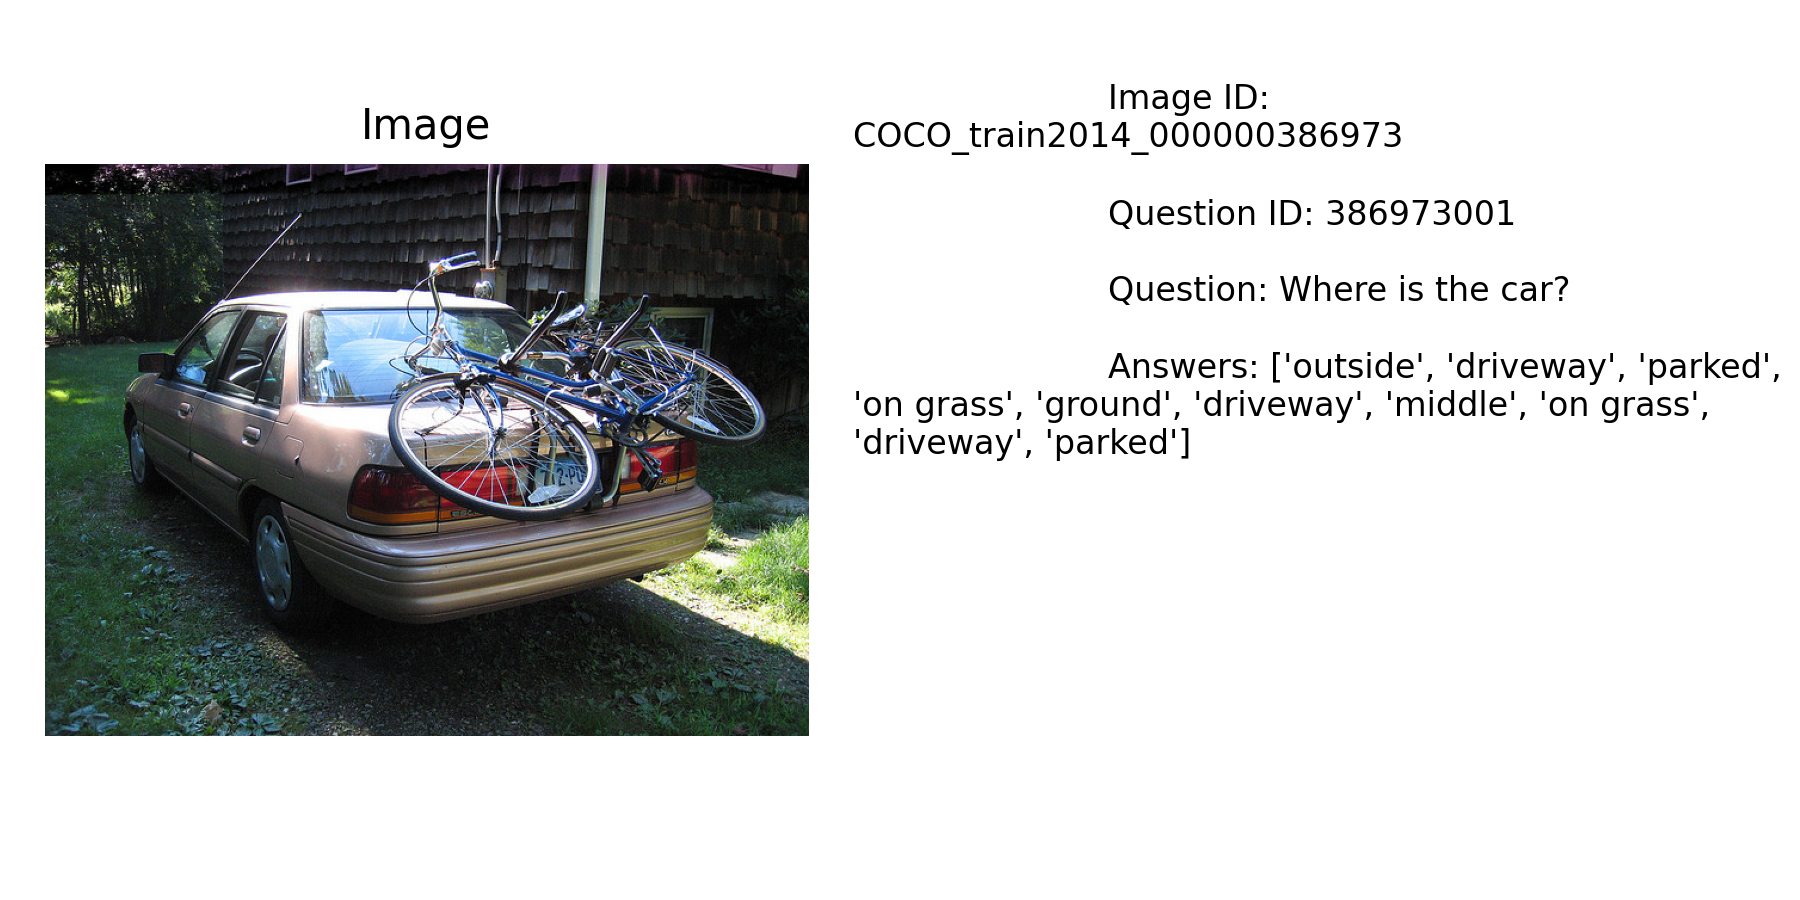 Image
Image ID:
COCO_train2014_000000386973
Question ID: 386973001
Question: Where is the car?
Answers: ['outside', 'driveway', 'parked',
'on grass', 'ground', 'driveway', 'middle', 'on grass',
'driveway', 'parked']